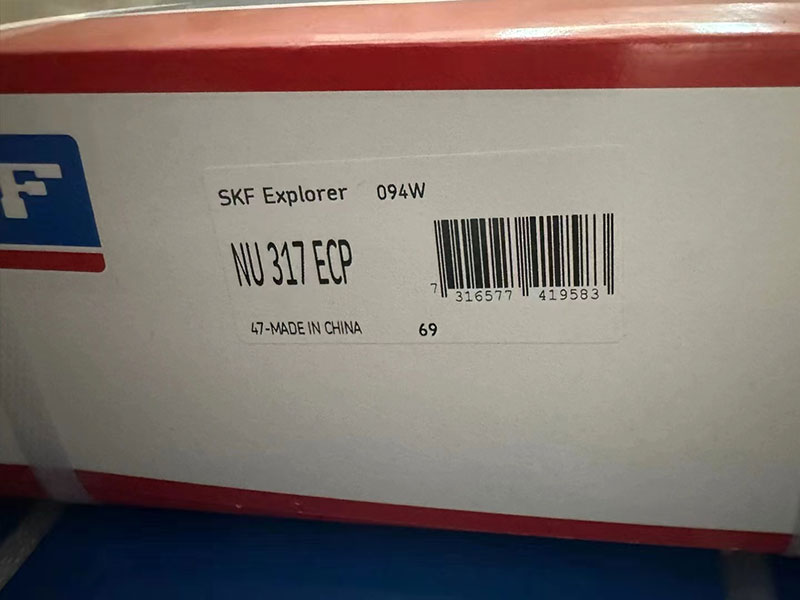 F
SKF Explorer 094W
NU 317 ECP
7 316577 419583
47-MADE IN CHINA 69